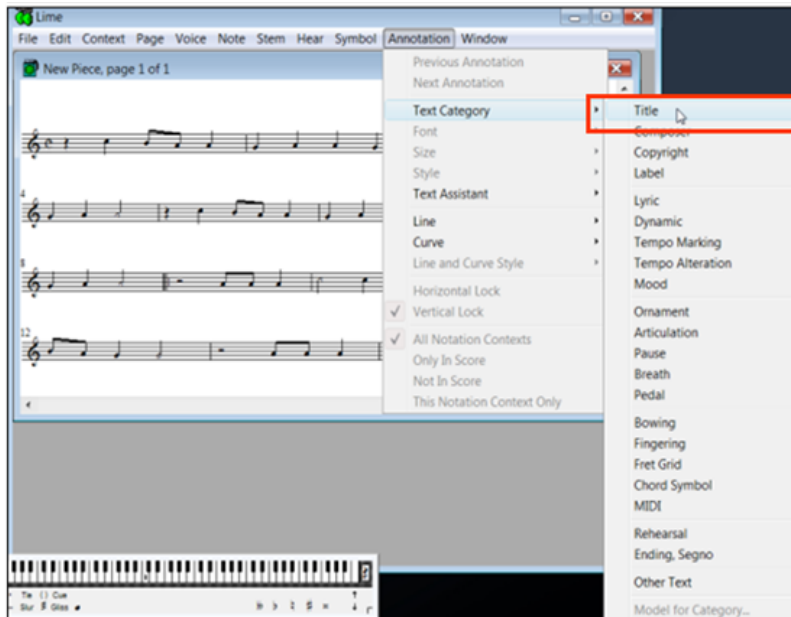 Lime
File Edit Context Page Voice Note Stem Hear Symbol Annotation Window
New Piece, page 1 of 1
4
8
12
Previous Annotation
Next Annotation
Text Category
Font
Size
Style
Text Assistant
Line
Curve
Line and Curve Style
Horizontal Lock
Vertical Lock
All Notation Contexts
Only In Score
Not In Score
This Notation Context Only
Title
Composer
Copyright
Label
Lyric
Dynamic
Tempo Marking
Tempo Alteration
Mood
Ornament
Articulation
Pause
Breath
Pedal
Bowing
Fingering
Fret Grid
Chord Symbol
MIDI
Rehearsal
Ending, Segno
Other Text
Model for Category...
Tie () Cue
Slur Gliss